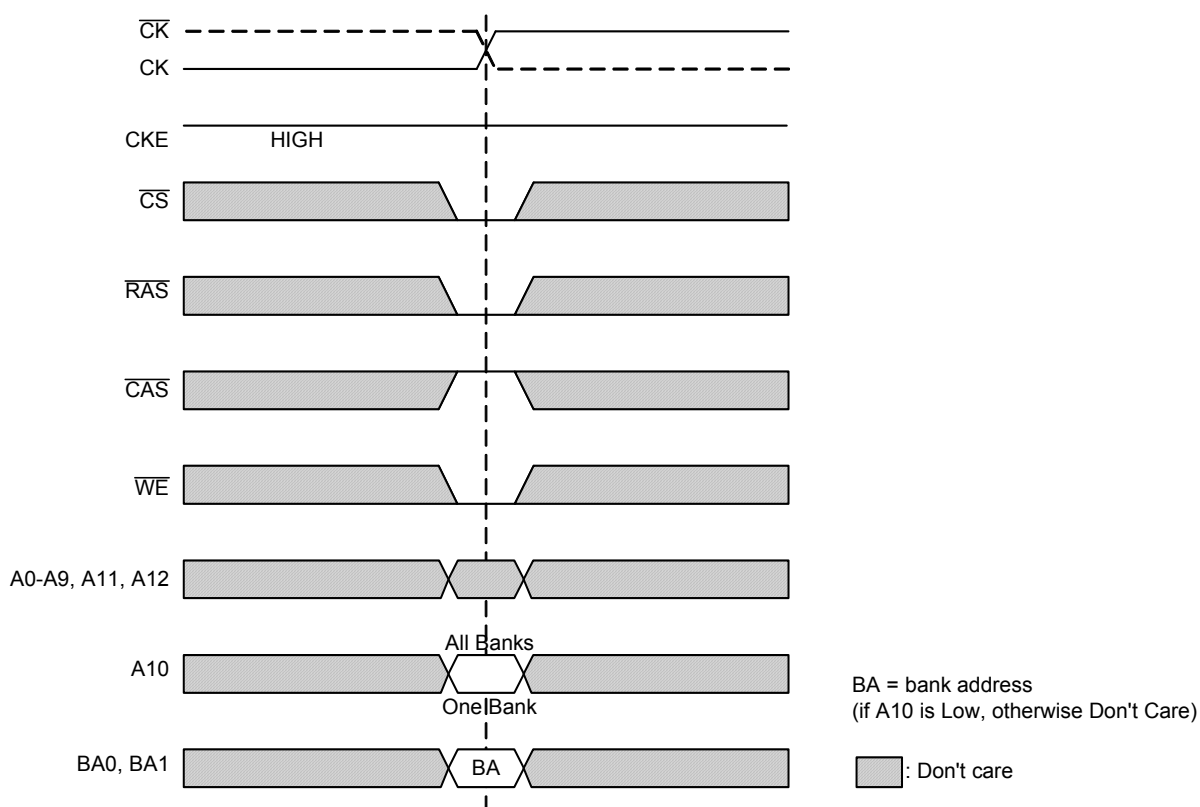 CK
CK
CKE HIGH
CS
RAS
CAS
WE
A0-A9, A11, A12
All Banks
A10
One Bank
BA = bank address
(if A10 is Low, otherwise Don't Care)
BA0, BA1 BA
: Don't care